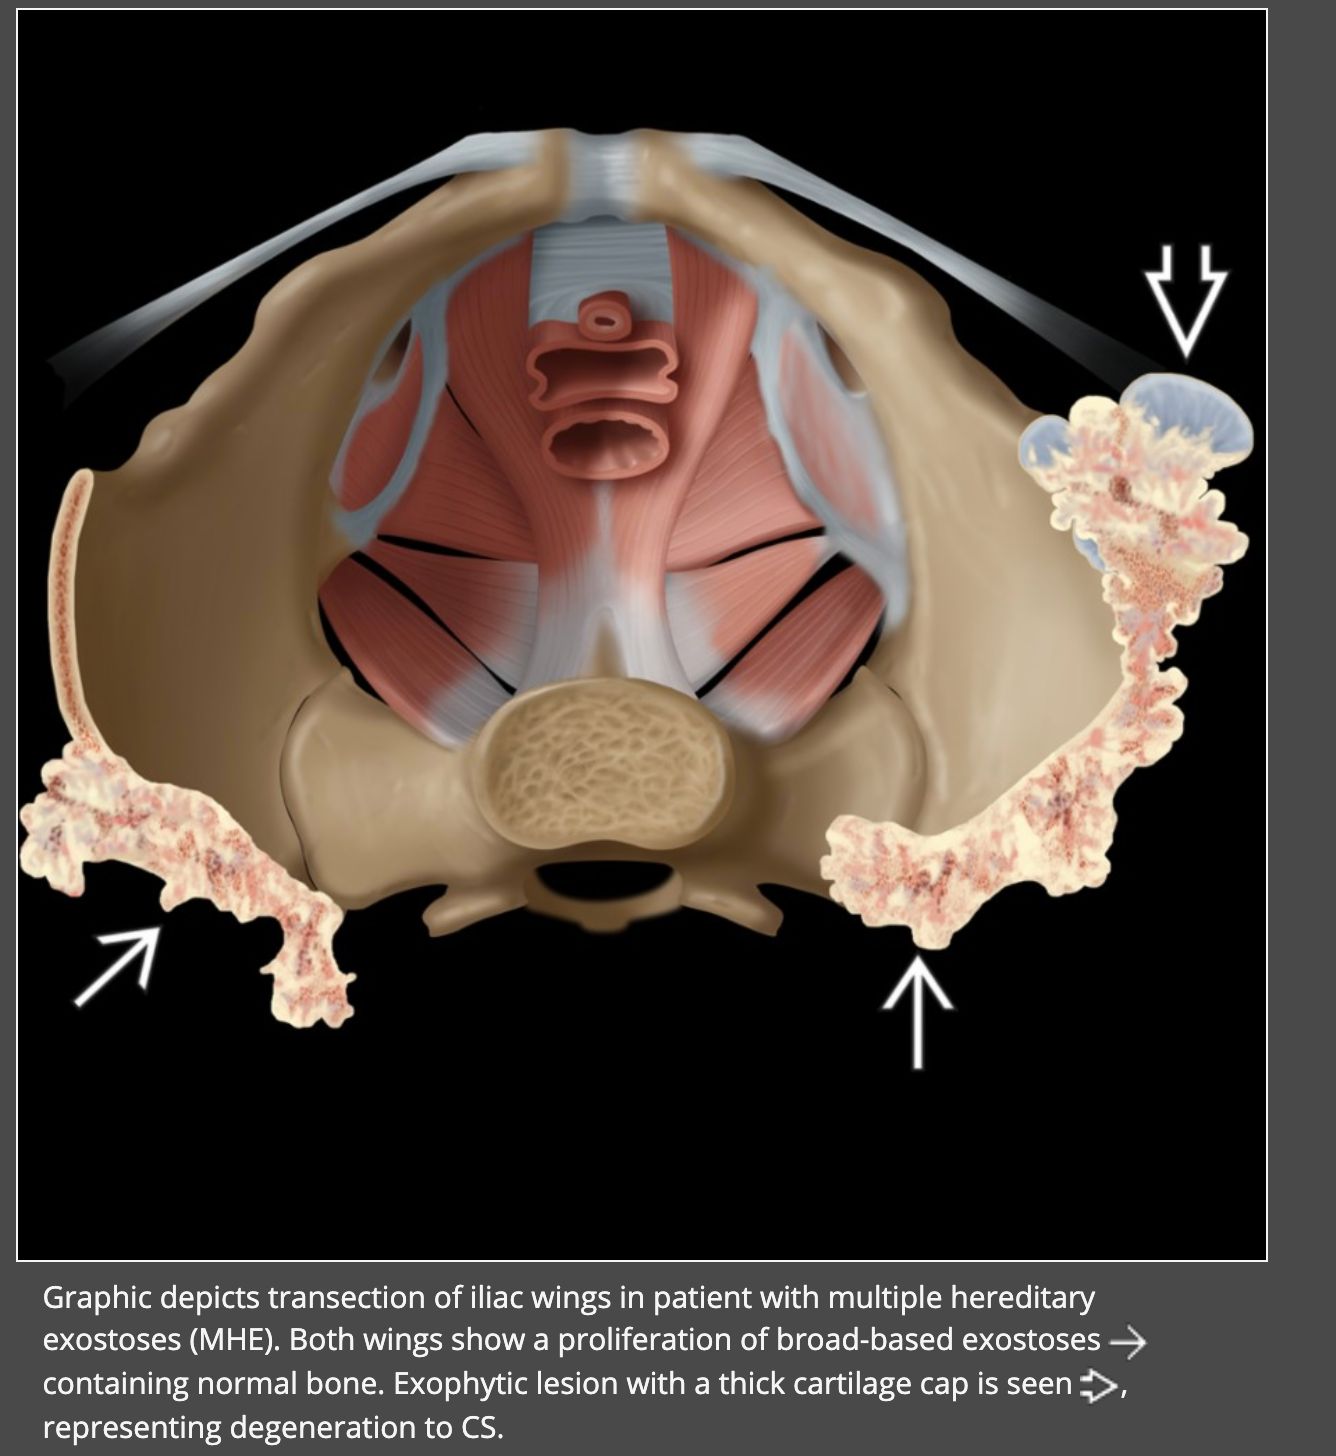 Graphic depicts transection of iliac wings in patient with multiple hereditary
exostoses (MHE). Both wings show a proliferation of broad-based exostoses
containing normal bone. Exophytic lesion with a thick cartilage cap is seen ,
representing degeneration to CS.